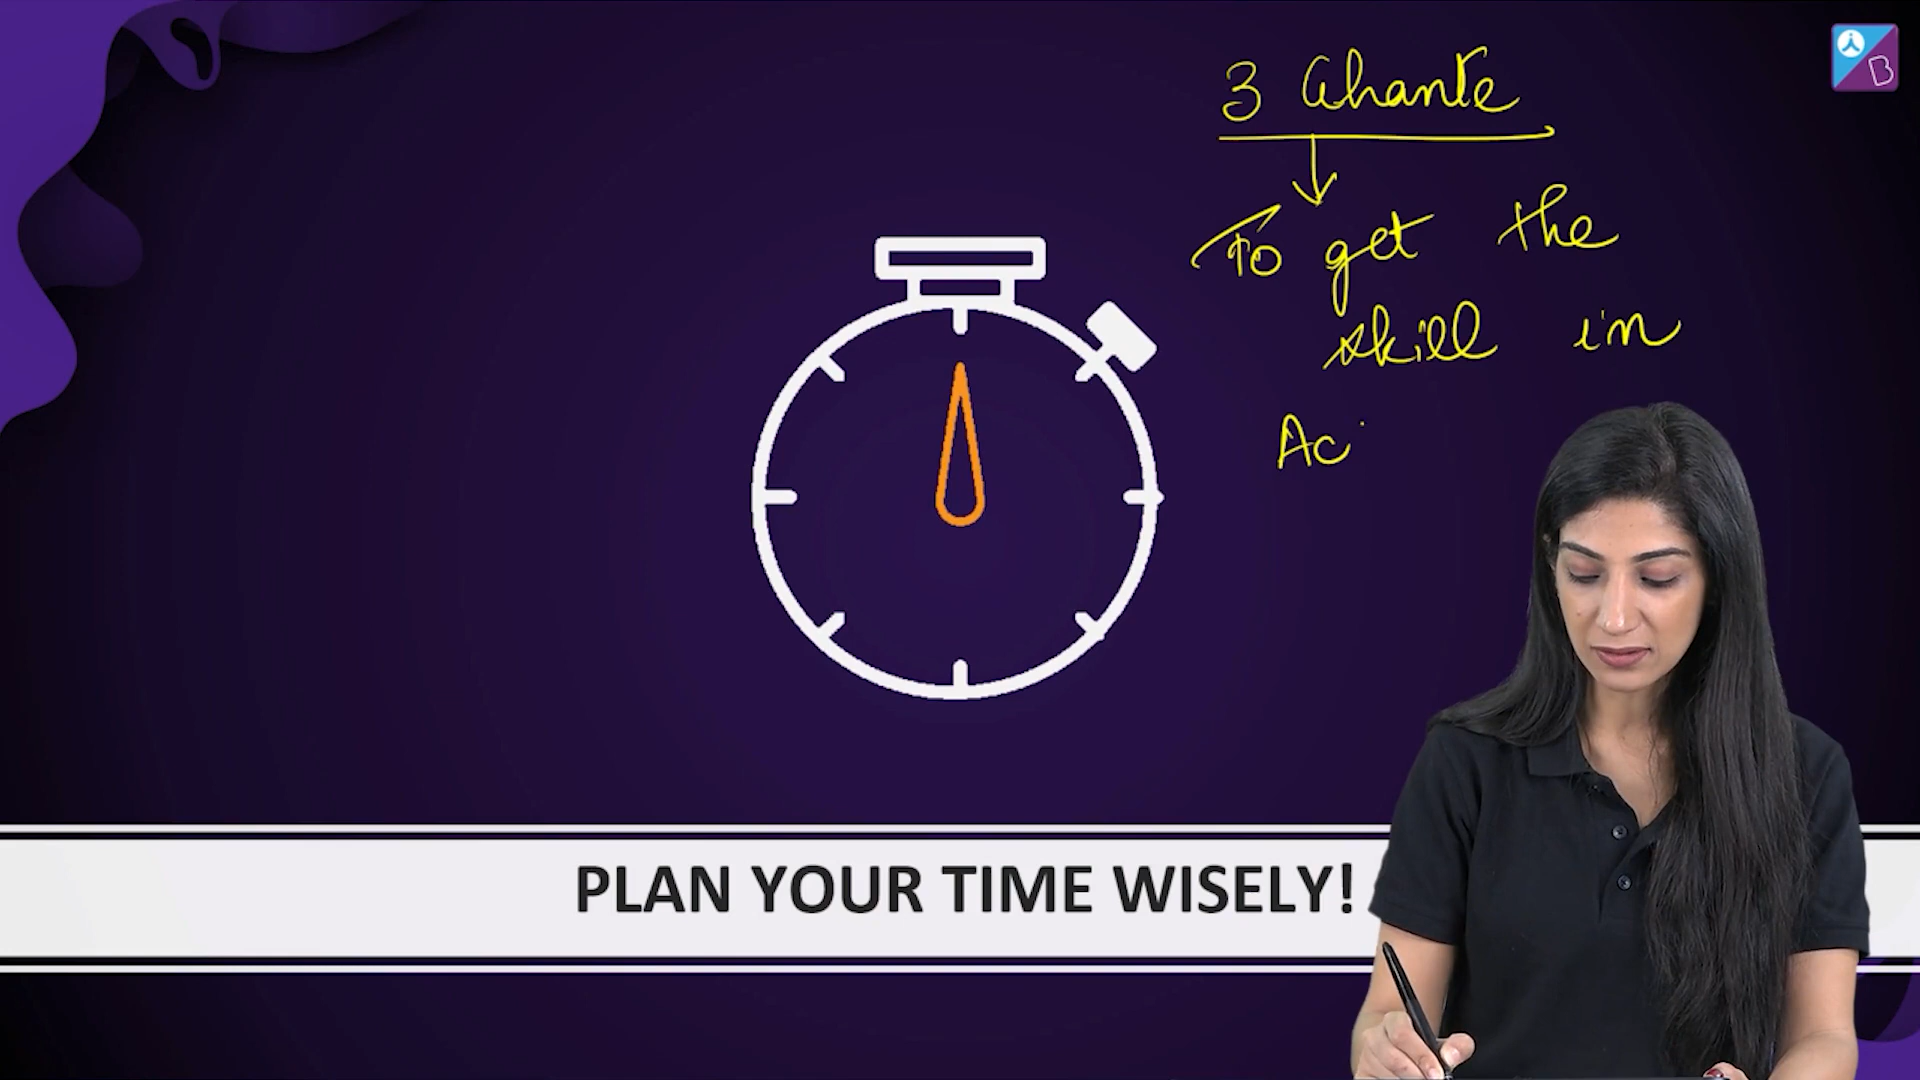 3 Ghante
To get the
skill in
Ac
PLAN YOUR TIME WISELY!
B